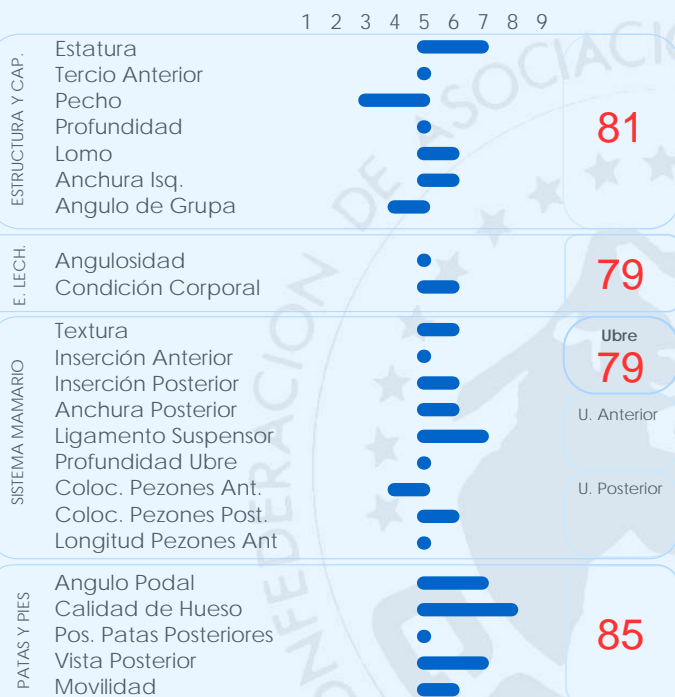 1 2 3 4 5 6 7 8 9
ESTRUCTURA Y CAP.
Estatura
Tercio Anterior
Pecho
Profundidad
Lomo
Anchura Isq.
Angulo de Grupa
81
E. LECH.
Angulosidad
Condición Corporal
79
SISTEMA MAMARIO
Textura
Inserción Anterior
Inserción Posterior
Anchura Posterior
Ligamento Suspensor
Profundidad Ubre
Coloc. Pezones Ant.
Coloc. Pezones Post.
Longitud Pezones Ant
Ubre
79
U. Anterior
U. Posterior
PATAS Y PIES
Angulo Podal
Calidad de Hueso
Pos. Patas Posteriores
Vista Posterior
Movilidad
85
NFEDERACION DE ASOCIACIO